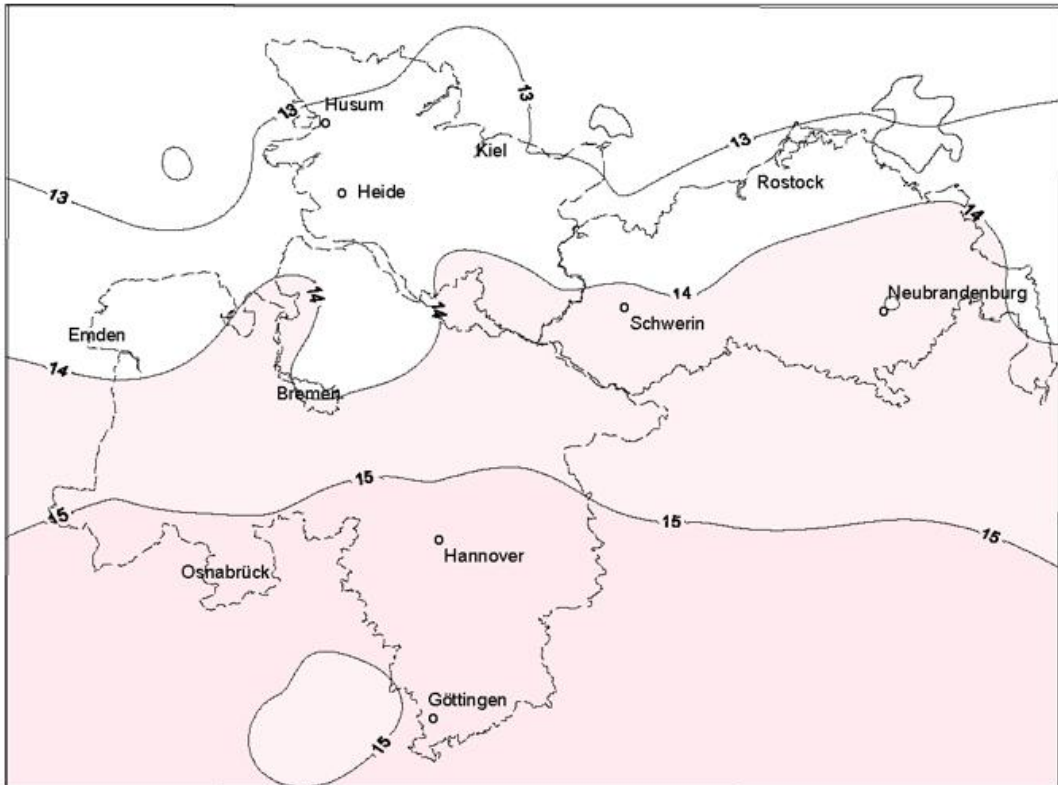 13
Husum
13
13
Kiel
13
Rostock
Heide
14
14
14
Neubrandenburg
Schwerin
14
Emden
14
Bremen
15
15
15
15
Hannover
Osnabrück
Göttingen
15